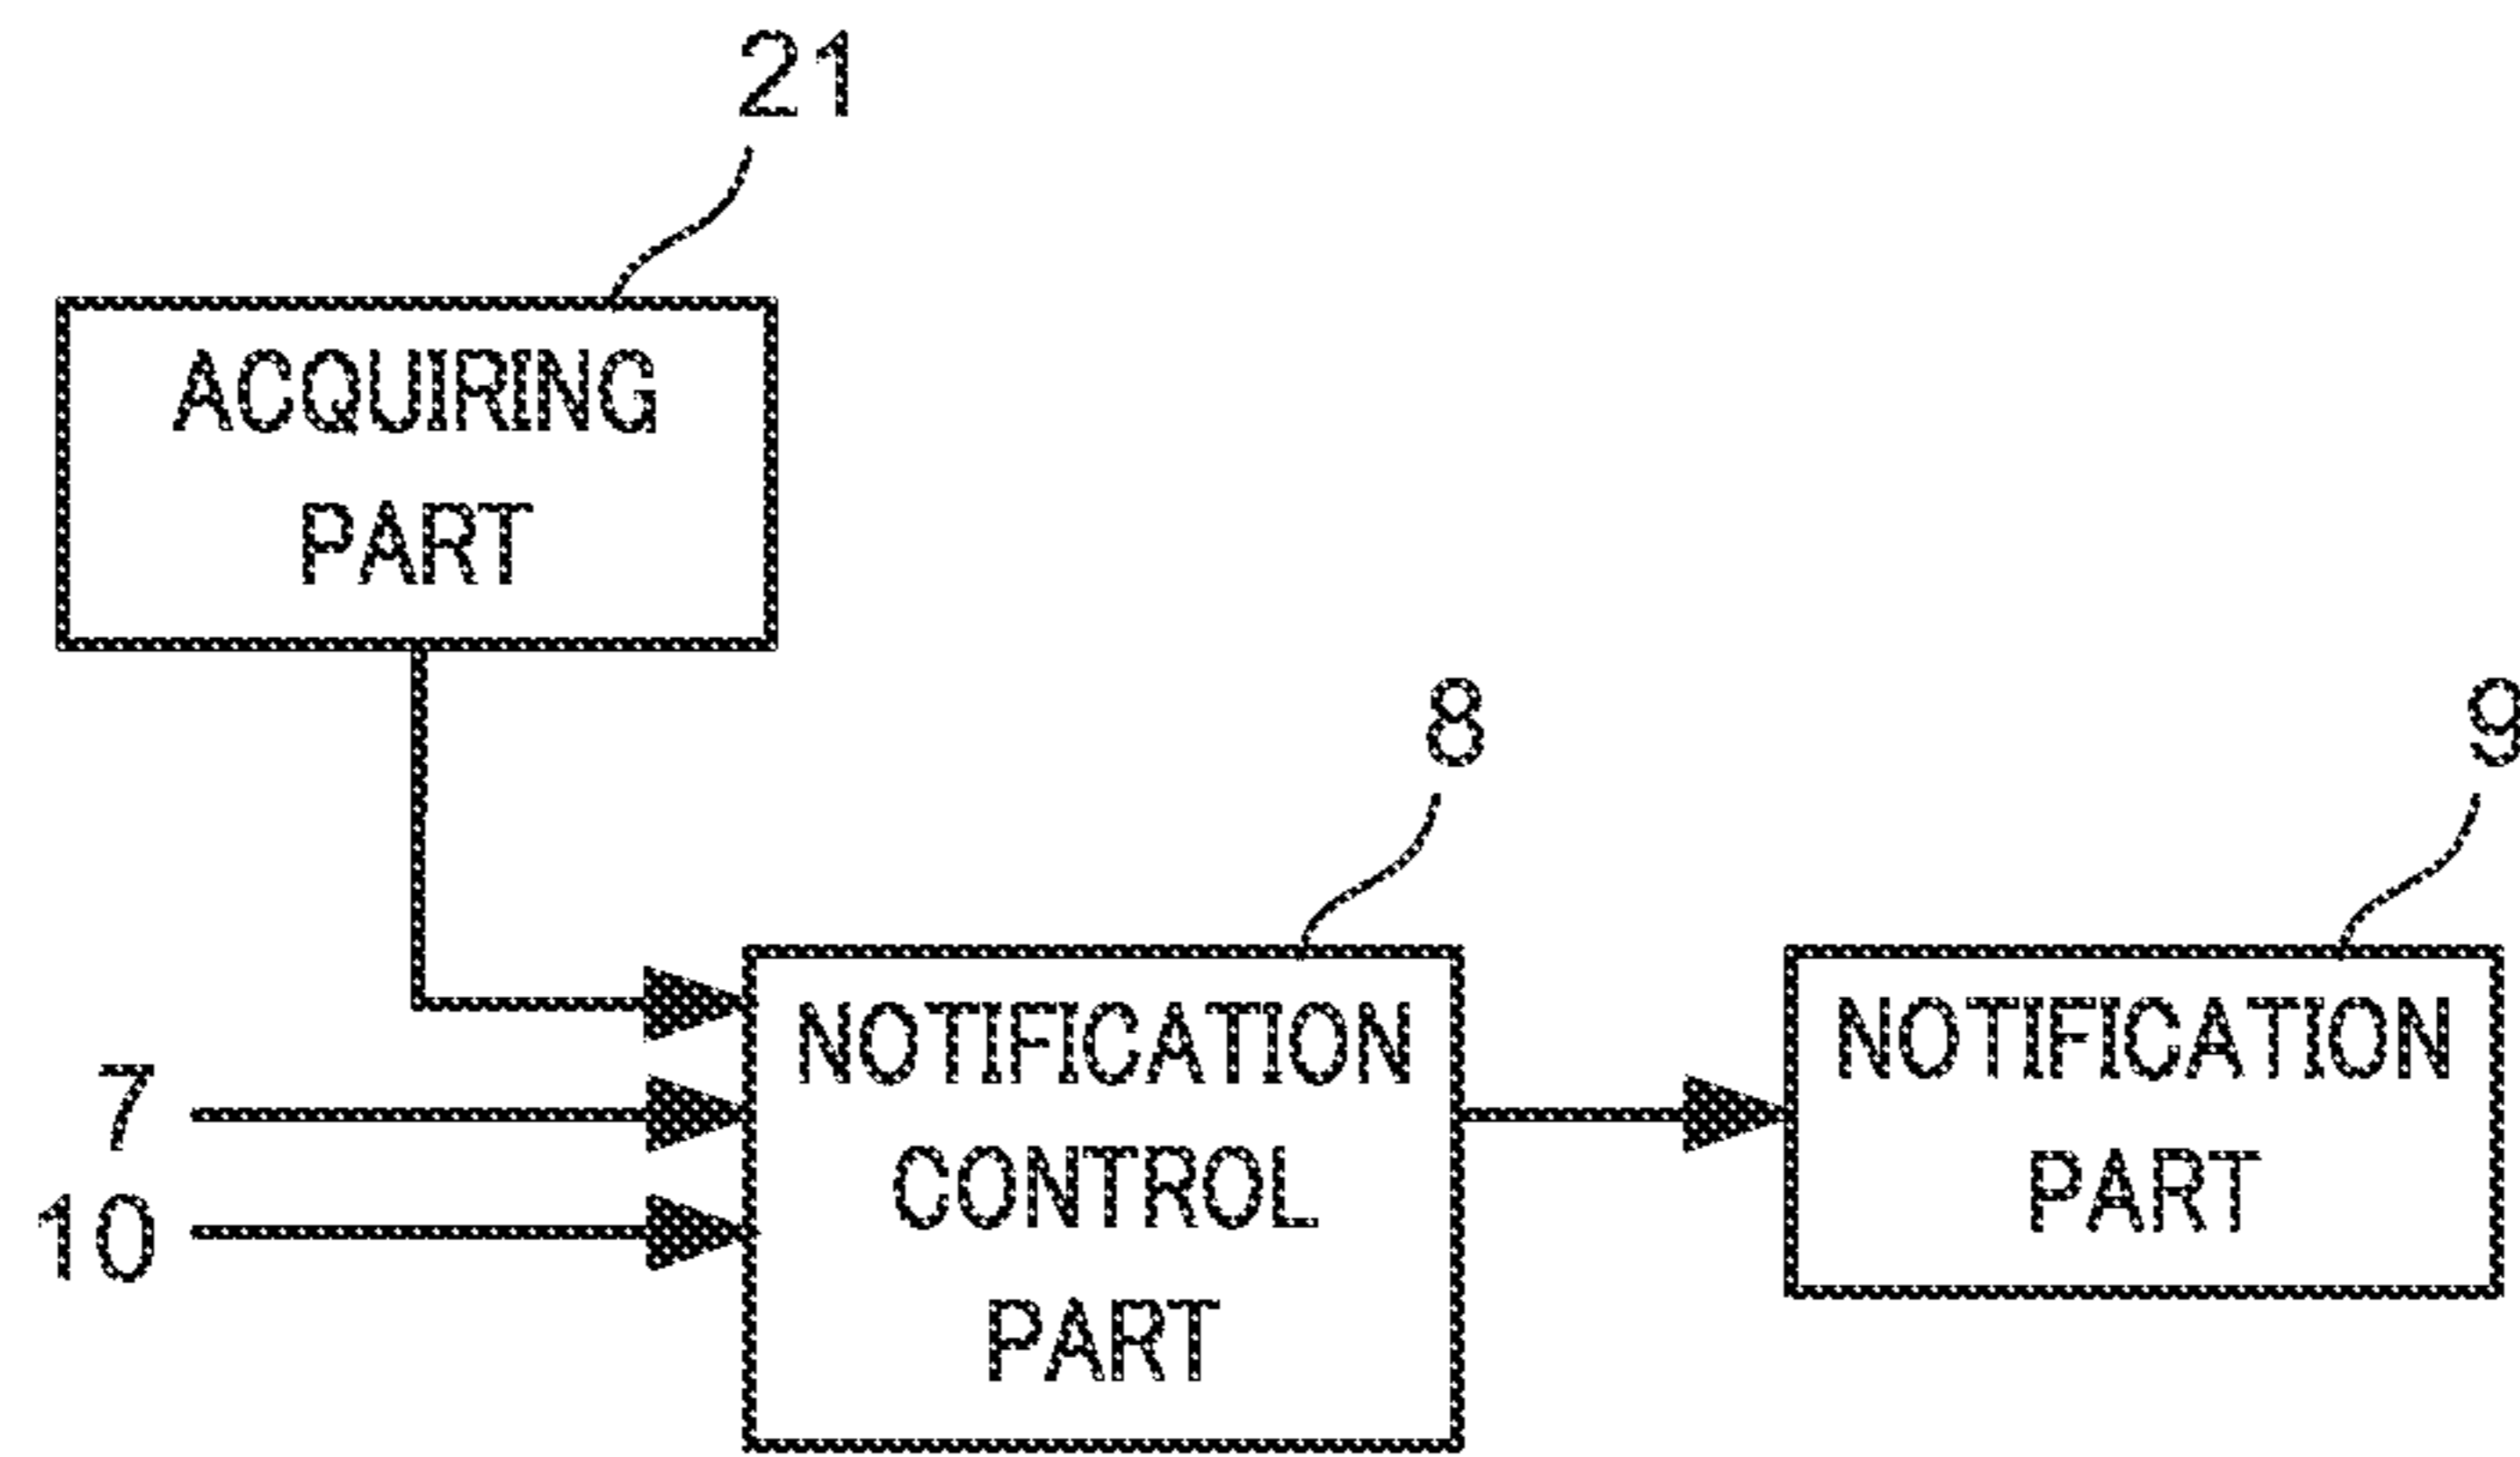 21
ACQUIRING
PART
8
9
NOTIFICATION
CONTROL
PART
NOTIFICATION
PART
7
10